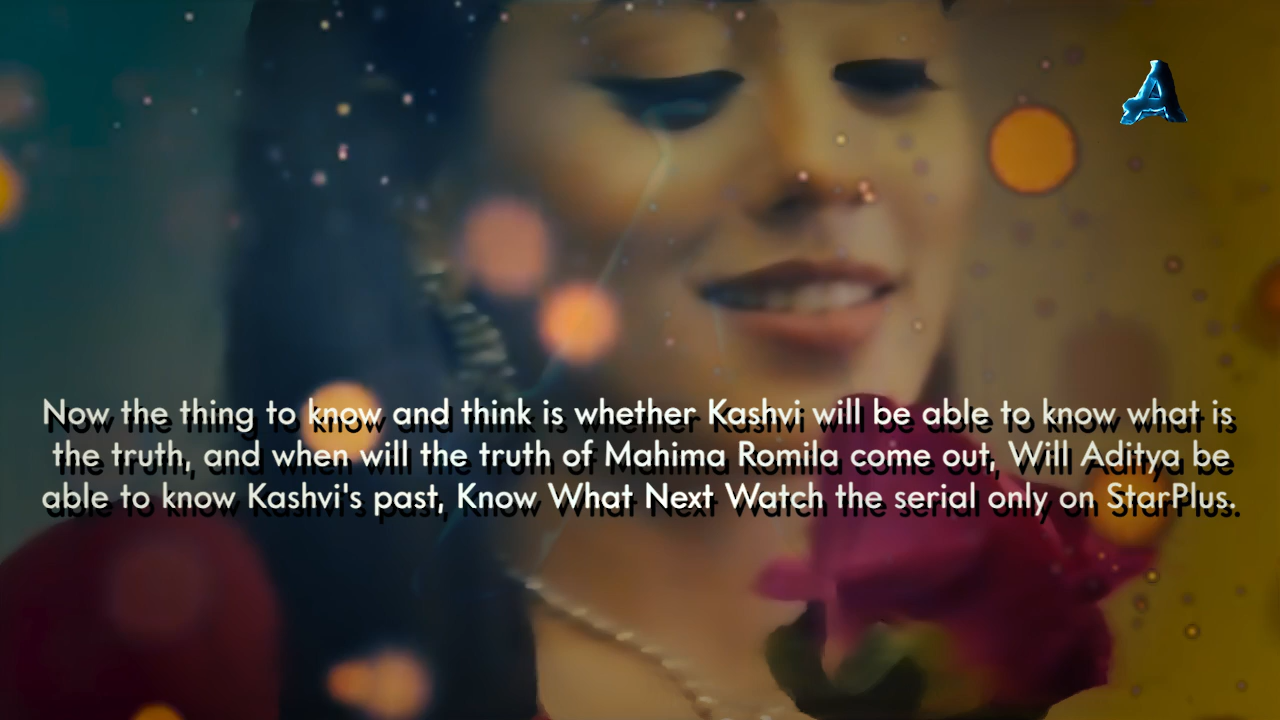 A
Now the thing to know and think is whether Kashvi will be able to know what is
the truth, and when will the truth of Mahima Romila come out, Will Aditya be
able to know Kashvi's past, Know What Next Watch the serial only on StarPlus.